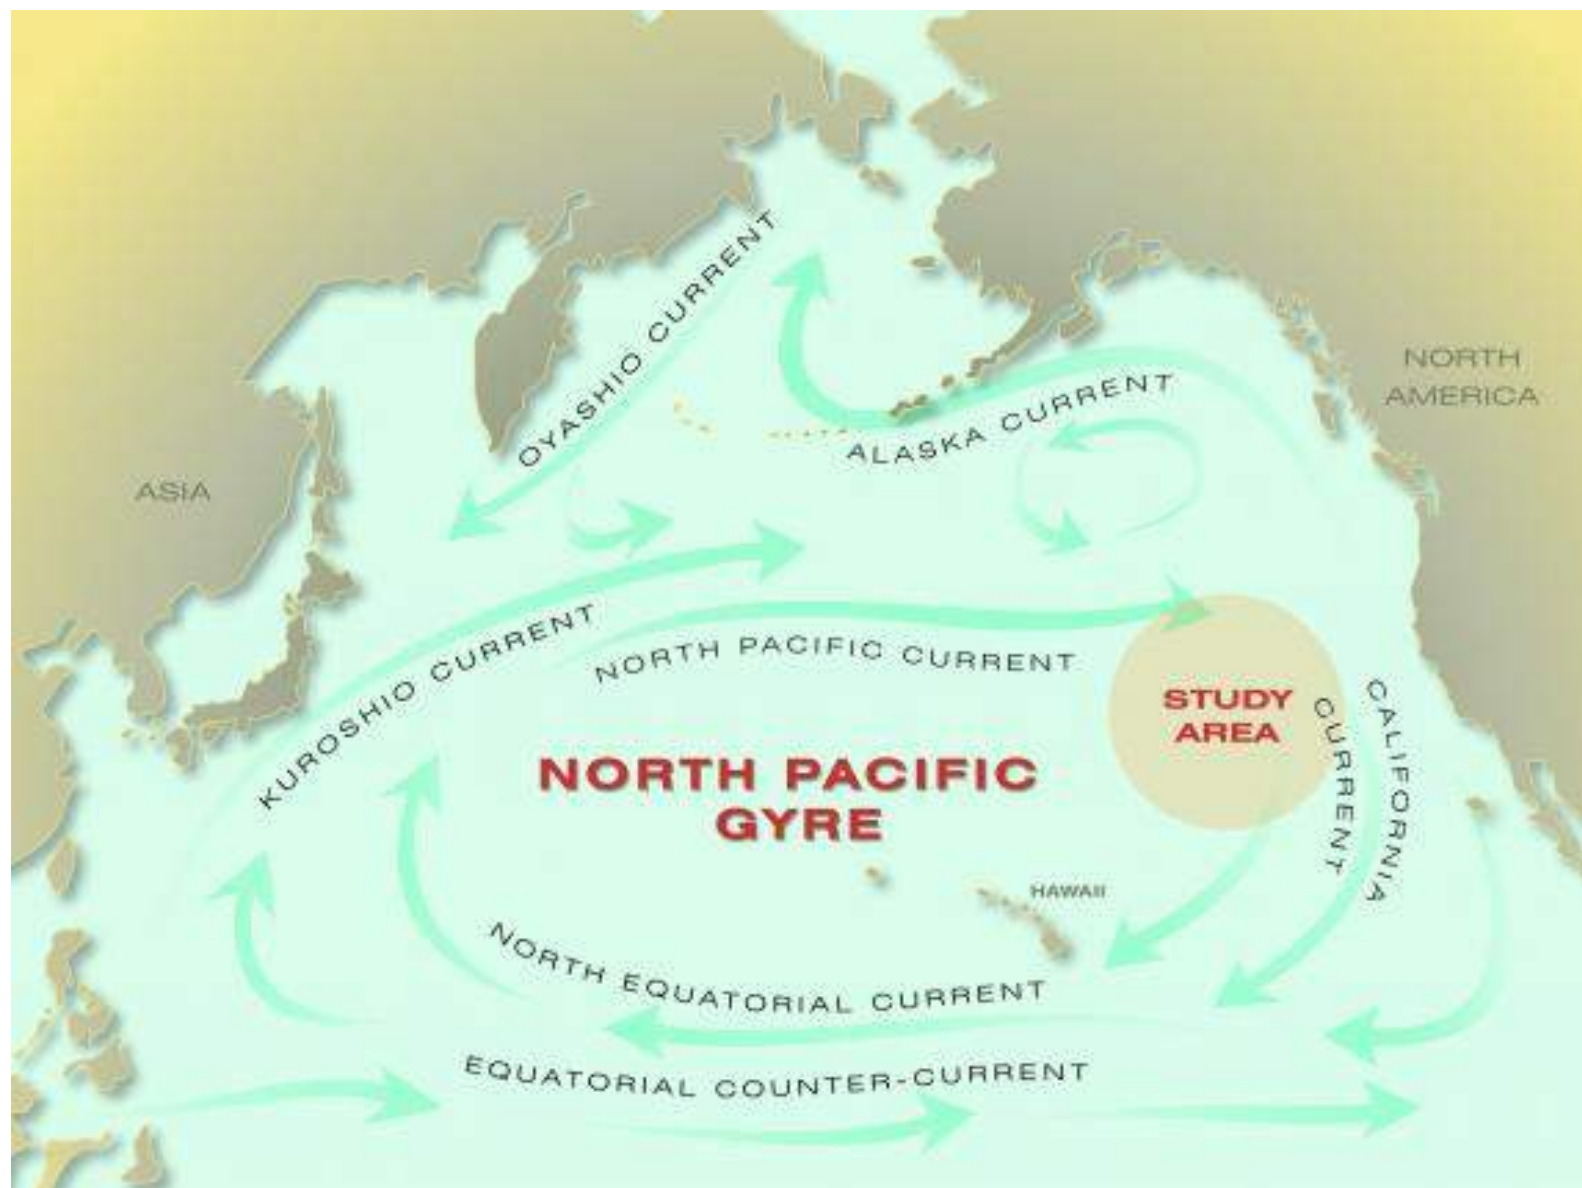 OYASHIO CURRENT
NORTH
AMERICA
ALASKA CURRENT
ASIA
KUROSHIO CURRENT
NORTH PACIFIC CURRENT
STUDY
AREA
CALIFORNIA
CURRENT
NORTH PACIFIC
GYRE
HAWAII
NORTH EQUATORIAL CURRENT
EQUATORIAL COUNTER-CURRENT